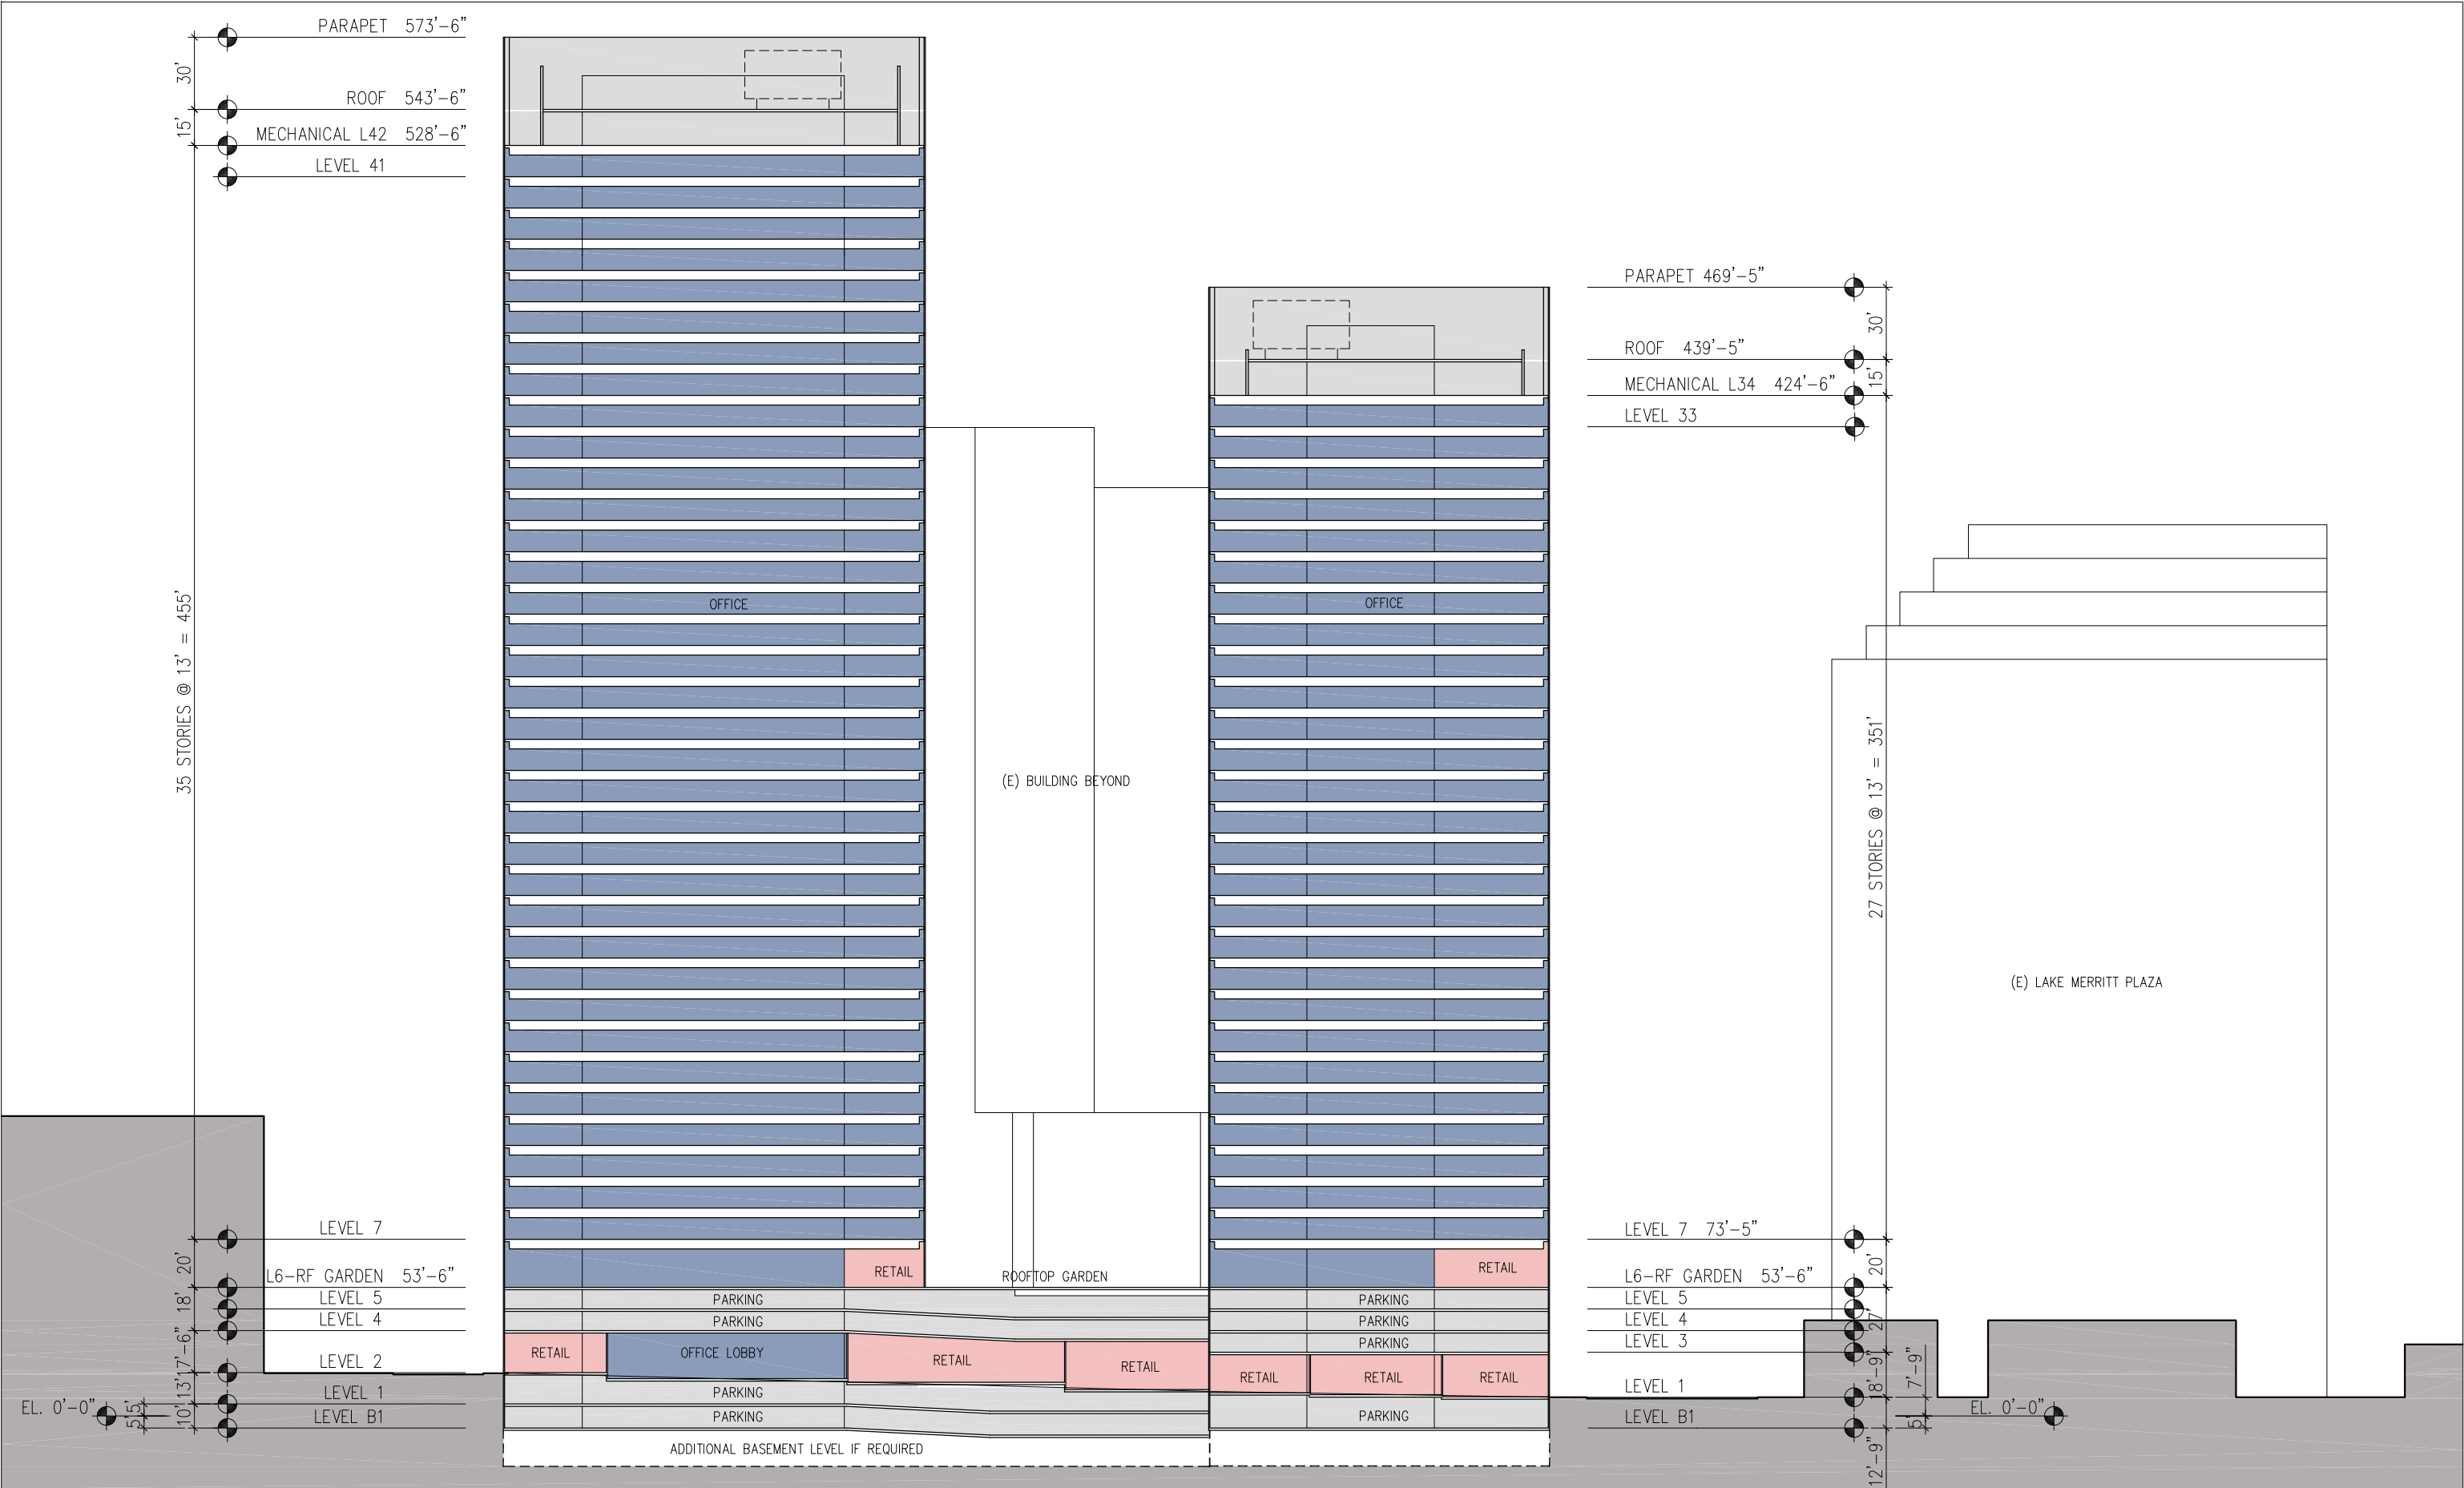 PARAPET 573'-6"
30'
ROOF 543'-6"
15'
MECHANICAL L42 528'-6"
LEVEL 41
35 STORIES @ 13' = 455'
LEVEL 7
20'
L6-RF GARDEN 53'-6"
LEVEL 5
18'
LEVEL 4
17'-6"
LEVEL 2
13'
LEVEL 1
10'
LEVEL B1
EL. 0'-0"
5'
5'
OFFICE
RETAIL
PARKING
PARKING
RETAIL
OFFICE LOBBY
RETAIL
RETAIL
PARKING
PARKING
ADDITIONAL BASEMENT LEVEL IF REQUIRED
(E) BUILDING BEYOND
ROOFTOP GARDEN
OFFICE
RETAIL
PARKING
PARKING
PARKING
RETAIL
RETAIL
RETAIL
PARKING
PARAPET 469'-5"
30'
ROOF 439'-5"
15'
MECHANICAL L34 424'-6"
LEVEL 33
27 STORIES @ 13' = 351'
LEVEL 7 73'-5"
20'
L6-RF GARDEN 53'-6"
LEVEL 5
LEVEL 4
27'
LEVEL 3
LEVEL 1
18'-9"
7'-9"
LEVEL B1
5'
12'-9"
EL. 0'-0"
(E) LAKE MERRITT PLAZA